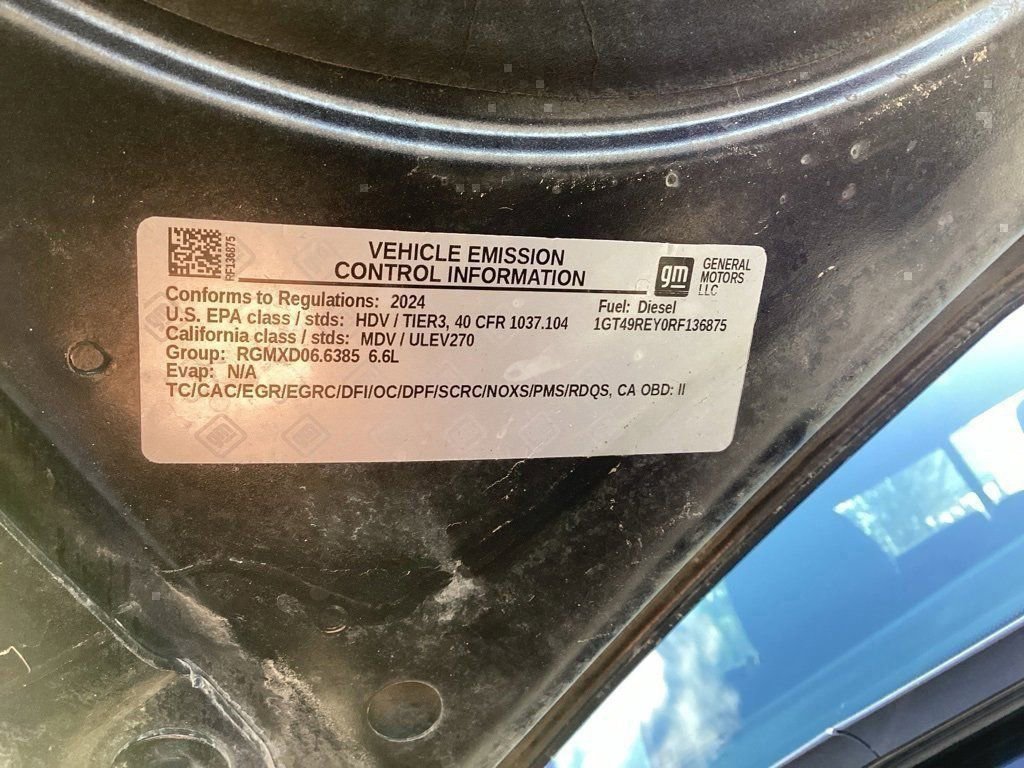 RF136875
VEHICLE EMISSION
CONTROL INFORMATION
gm
GENERAL
MOTORS
LLC
Conforms to Regulations: 2024
Fuel: Diesel
U.S. EPA class / stds: HDV / TIER3, 40 CFR 1037.104
1GT49REY0RF136875
California class / stds: MDV / ULEV270
Group: RGMXD06.6385 6.6L
Evap: N/A
TC/CAC/EGR/EGRC/DFI/OC/DPF/SCRC/NOXS/PMS/RDQS, CA OBD: II